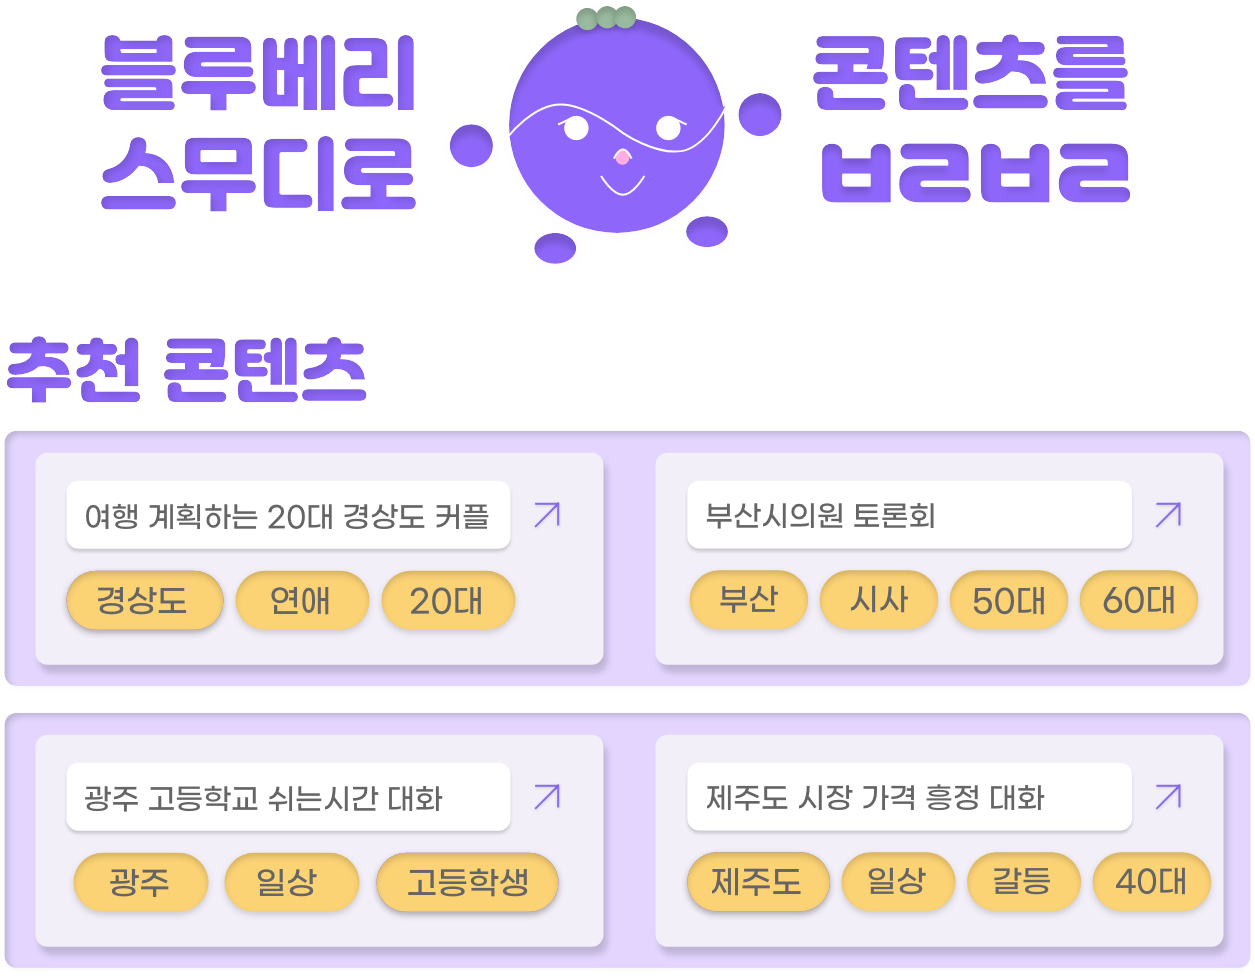 블루베리
스무디로
콘텐츠를
ㅂㄹㅂㄹ
추천 콘텐츠
여행 계획하는 20대 경상도 커플
경상도 연애 20대
부산시의원 토론회
부산 시사 50대 60대
광주 고등학교 쉬는시간 대화
광주 일상 고등학생
제주도 시장 가격 흥정 대화
제주도 일상 갈등 40대